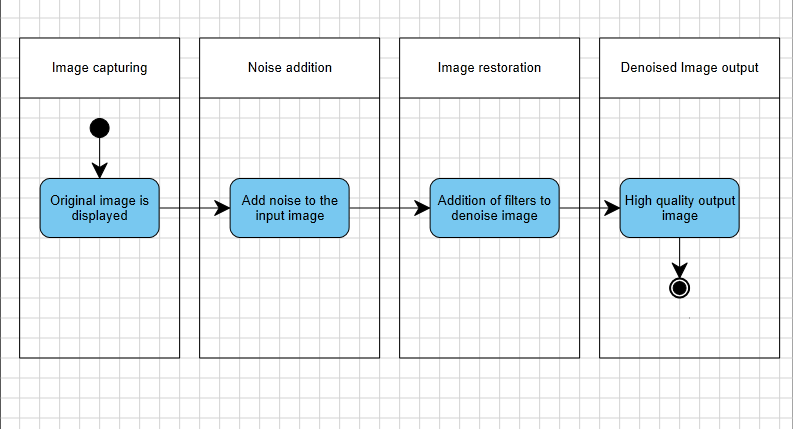 Image capturing
Noise addition
Image restoration
Denoised Image output
Original image is
displayed
Add noise to the
input image
Addition of filters to
denoise image
High quality output
image